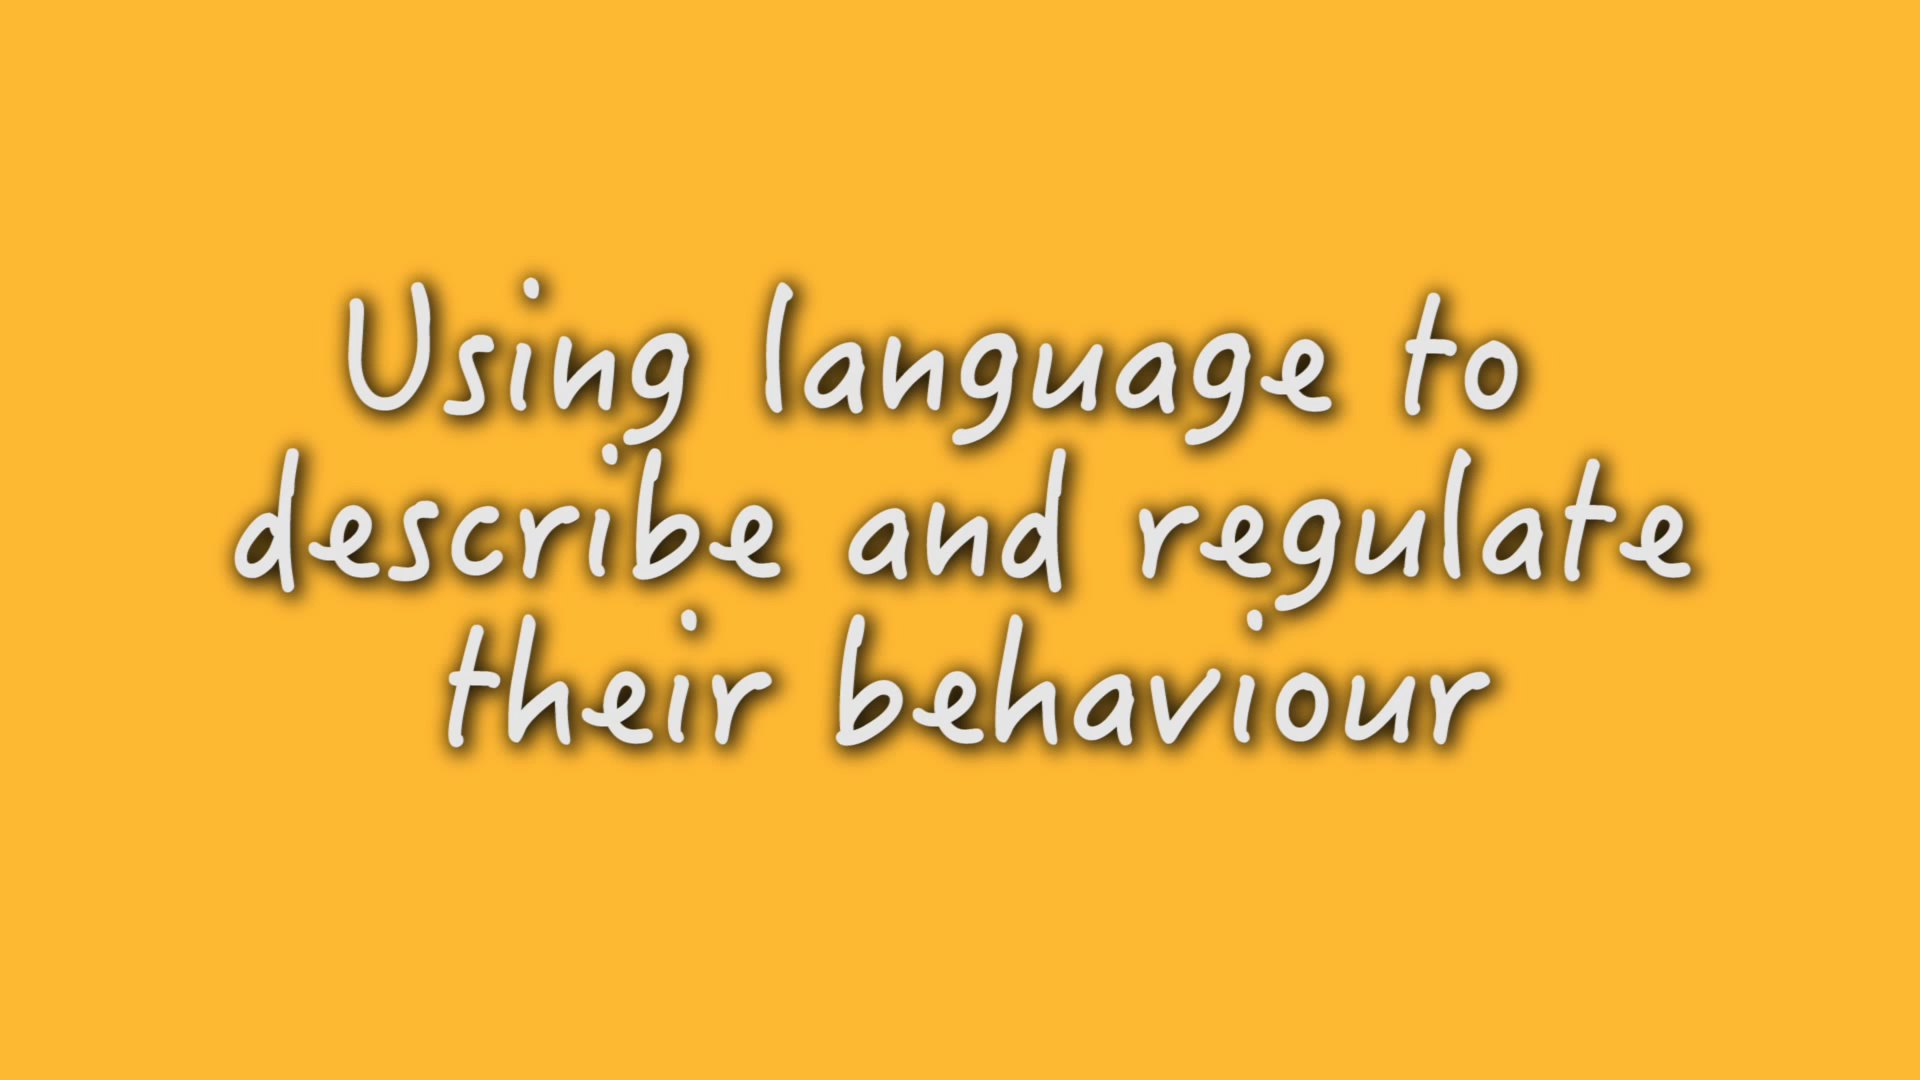 Using language to
describe and regulate
their behaviour